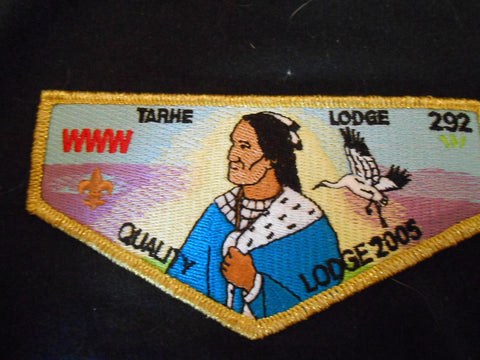 TARHE LODGE 292
WWW W
QUALITY LODGE 2005